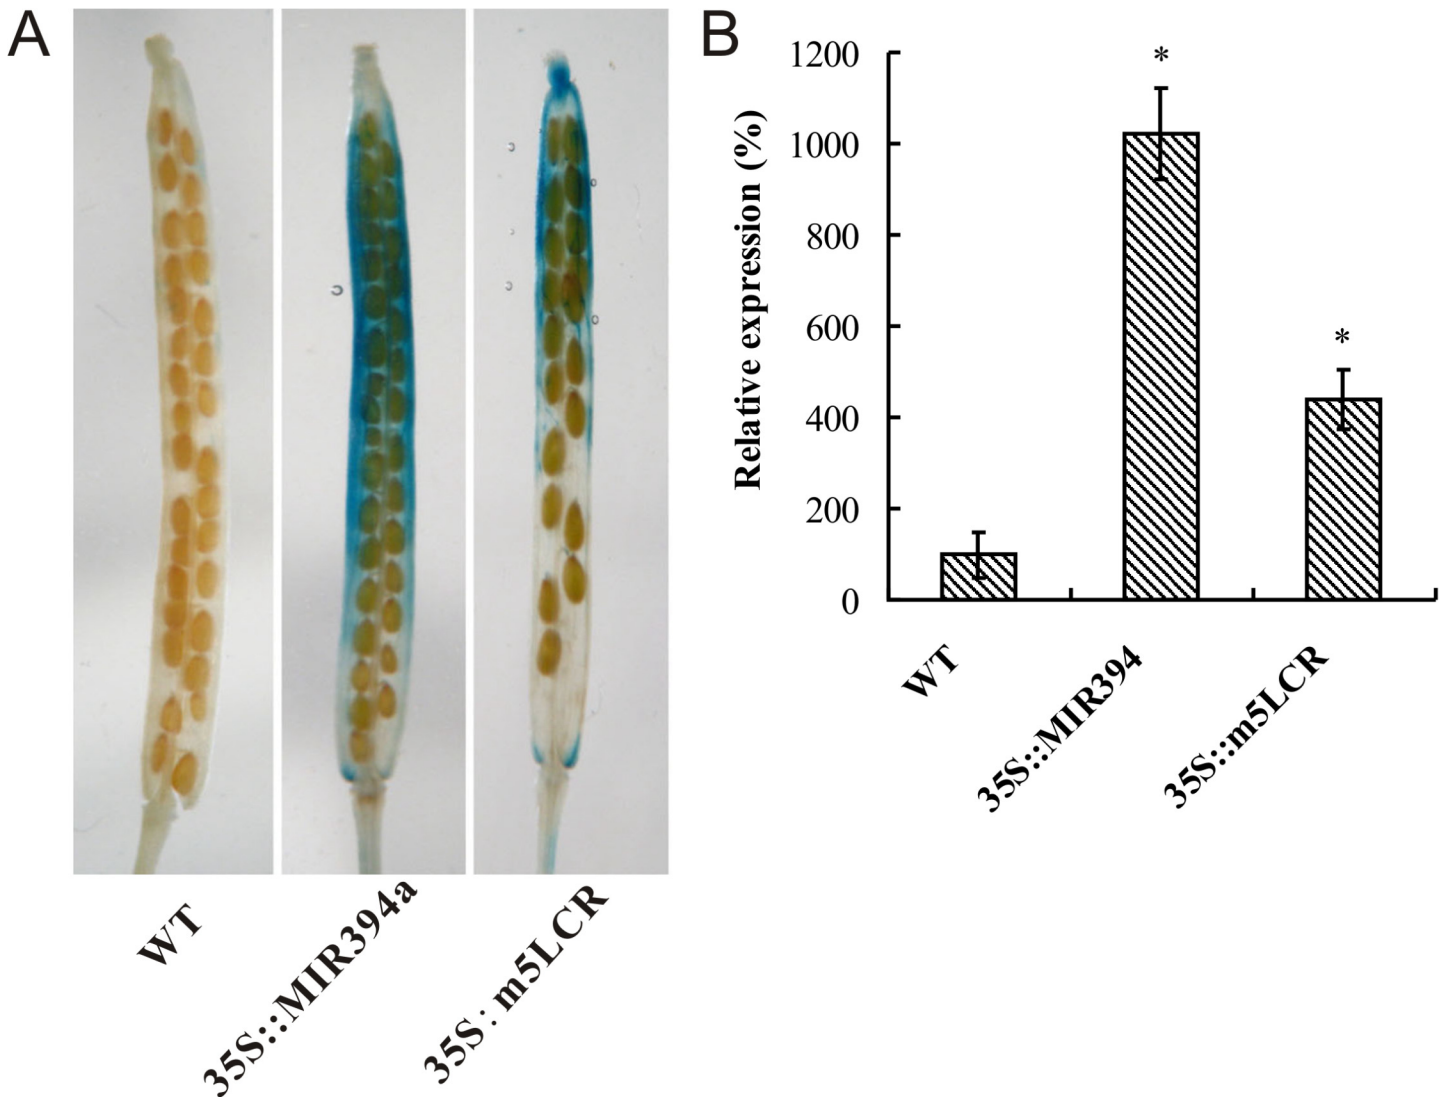 A
WT
35S::MIR394a
35S: m5LCR
B
Relative expression (%)
1200
1000
800
600
400
200
0
*
*
WT
35S::MIR394
35S::m5LCR